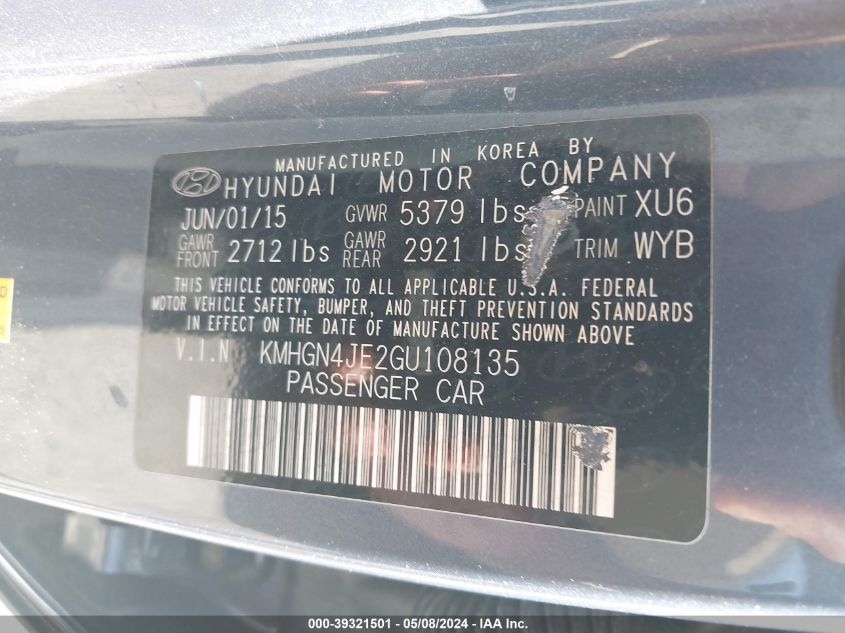 MANUFACTURED IN KOREA BY
HYUNDAI MOTOR COMPANY
JUN/01/15 GVWR 5379 lbs PAINT XU6
GAWR FRONT 2712 lbs GAWR REAR 2921 lbs TRIM WYB
THIS VEHICLE CONFORMS TO ALL APPLICABLE U.S.A. FEDERAL
MOTOR VEHICLE SAFETY, BUMPER, AND THEFT PREVENTION STANDARDS
IN EFFECT ON THE DATE OF MANUFACTURE SHOWN ABOVE.
V.I.N KMHGN4JE2GU108135
PASSENGER CAR
000-39321501 - 05/08/2024 - IAA Inc.